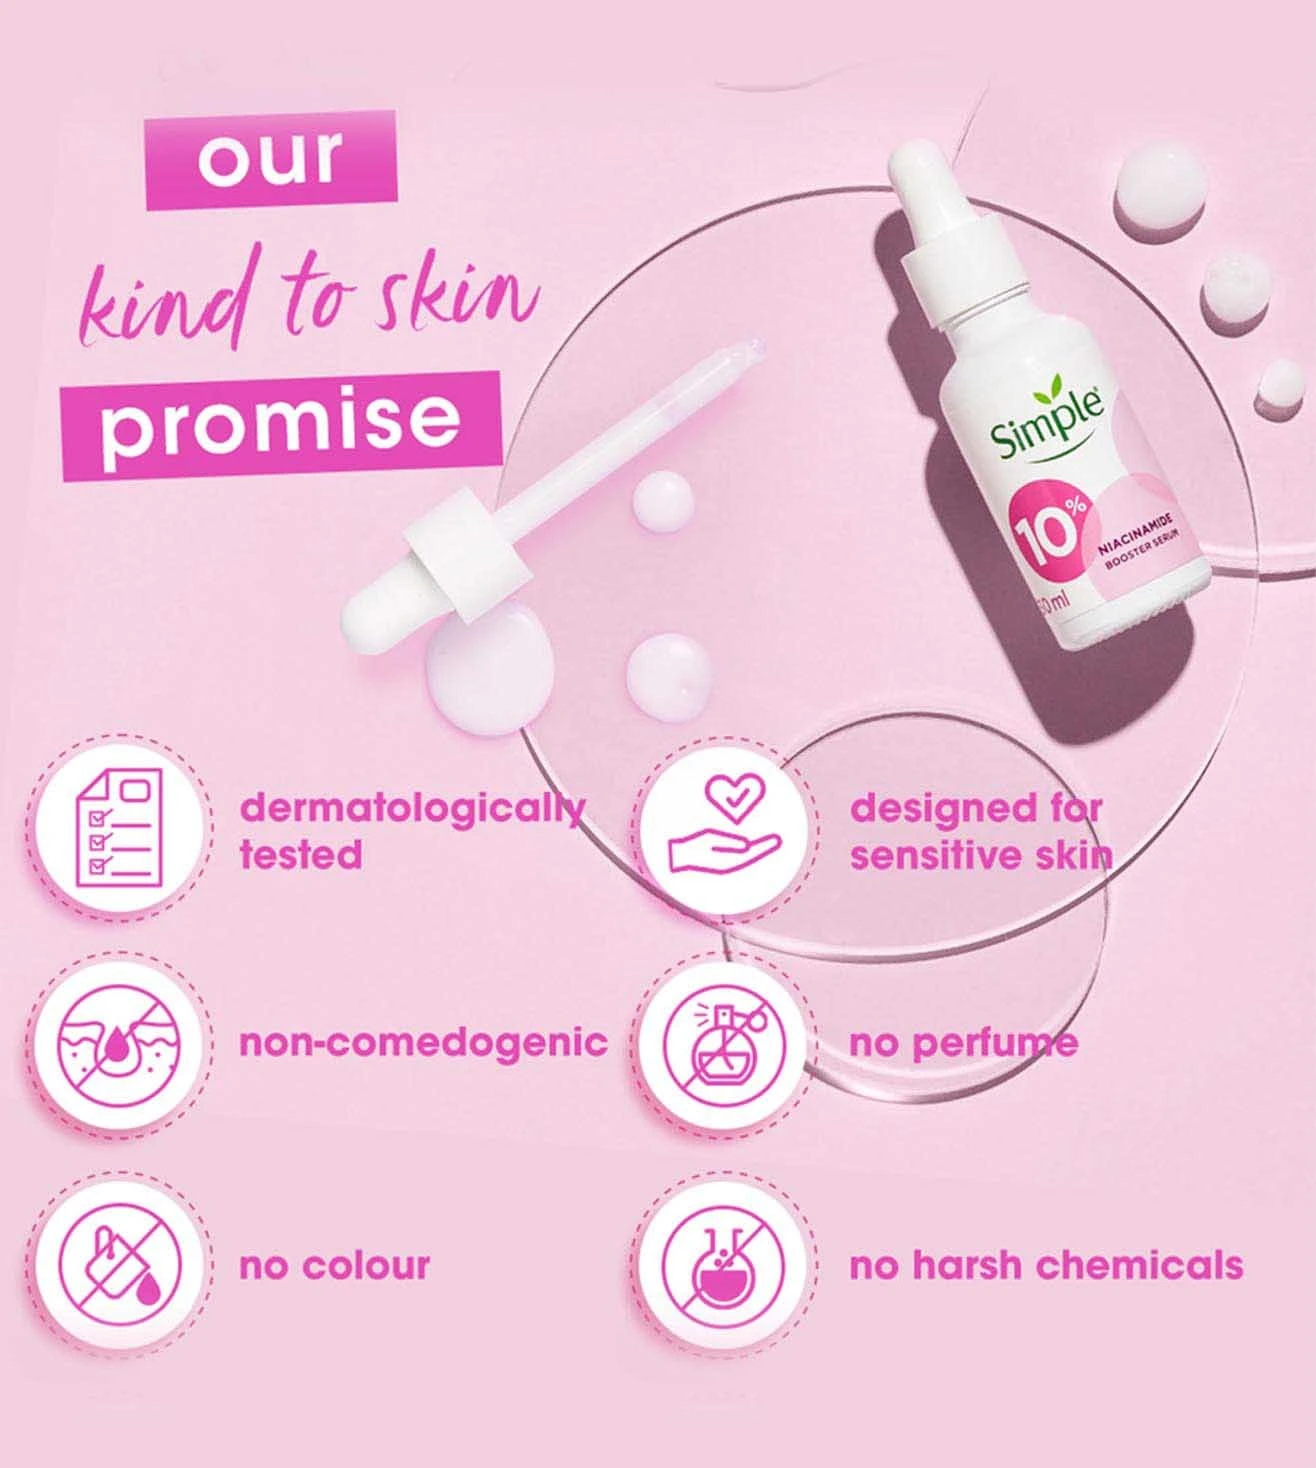 our
kind to skin
promise
Simple®
10%
NIACINAMIDE
BOOSTER SERUM
dermatologically
tested
designed for
sensitive skin
non-comedogenic
no perfume
no colour
no harsh chemicals